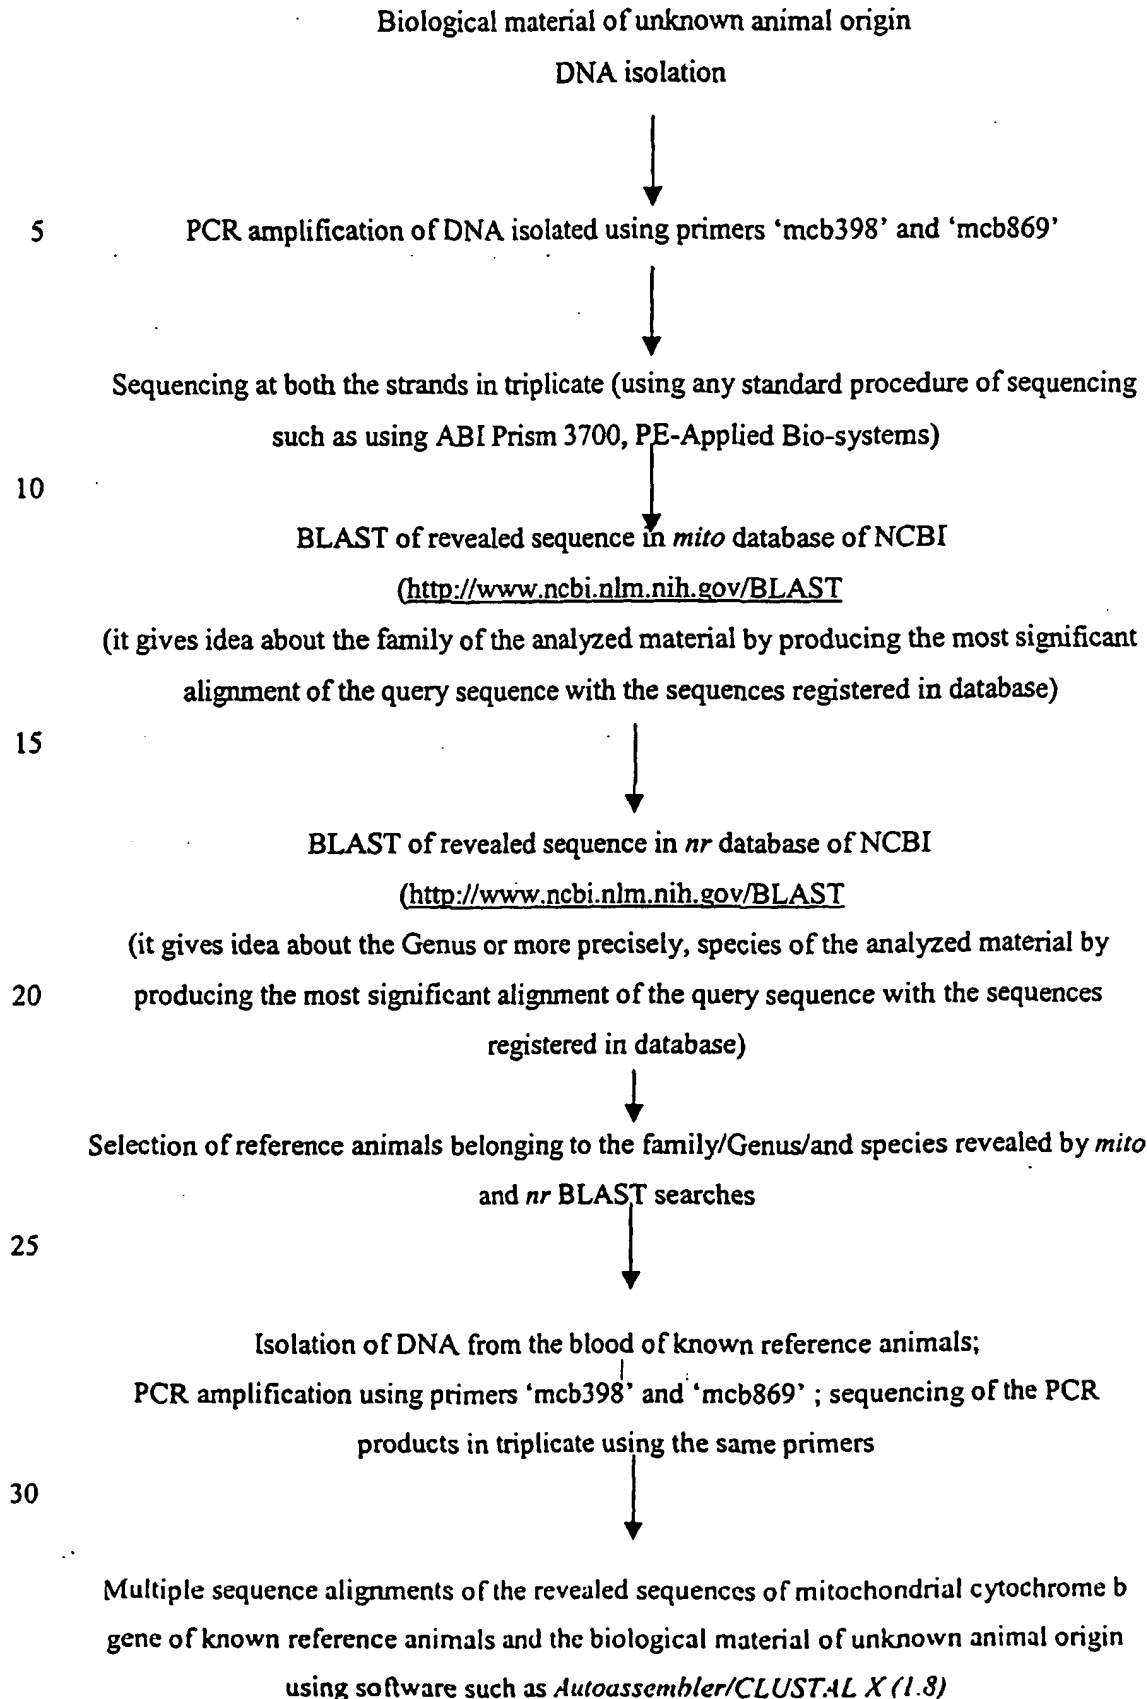 Biological material of unknown animal origin
DNA isolation
5 PCR amplification of DNA isolated using primers ‘mcb398’ and ‘mcb869’
Sequencing at both the strands in triplicate (using any standard procedure of sequencing
such as using ABI Prism 3700, PE-Applied Bio-systems)
10
BLAST of revealed sequence in mito database of NCBI
(http://www.ncbi.nlm.nih.gov/BLAST
(it gives idea about the family of the analyzed material by producing the most significant
alignment of the query sequence with the sequences registered in database)
15
BLAST of revealed sequence in nr database of NCBI
(http://www.ncbi.nlm.nih.gov/BLAST
(it gives idea about the Genus or more precisely, species of the analyzed material by
20 producing the most significant alignment of the query sequence with the sequences
registered in database)
Selection of reference animals belonging to the family/Genus/and species revealed by mito
and nr BLAST searches
25
Isolation of DNA from the blood of known reference animals;
PCR amplification using primers ‘mcb398’ and ‘mcb869’ ; sequencing of the PCR
products in triplicate using the same primers
30
Multiple sequence alignments of the revealed sequences of mitochondrial cytochrome b
gene of known reference animals and the biological material of unknown animal origin
using software such as Autoassembler/CLUSTAL X (1.8)